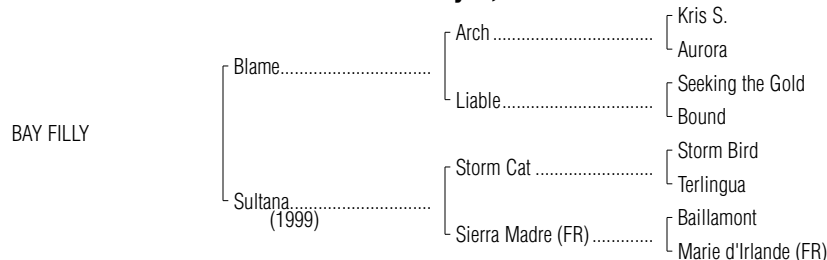 Kris S.
Arch ........................................
Aurora
Blame......................................
Seeking the Gold
Liable......................................
Bound
BAY FILLY
Storm Bird
Storm Cat ..............................
Terlingua
Sultana....................................
(1999)
Baillamont
Sierra Madre (FR) ...............
Marie d'Irlande (FR)